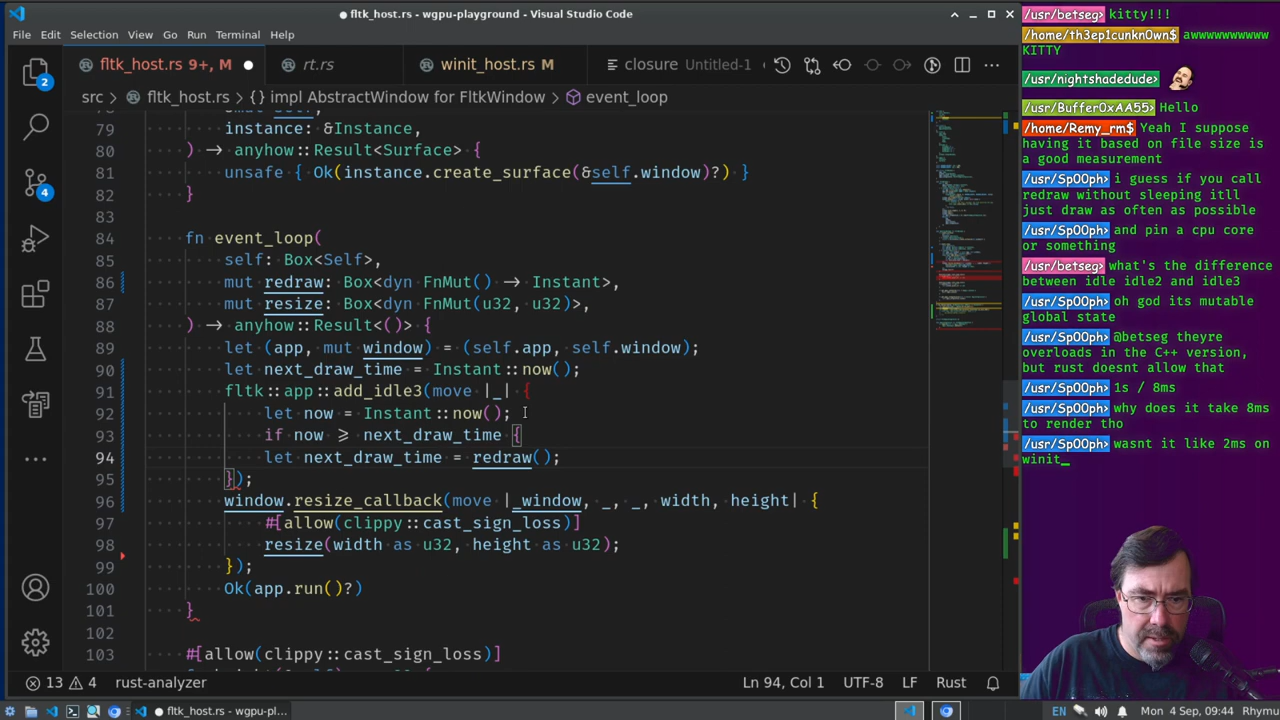 fltk_host.rs - wgpu-playground - Visual Studio Code
File Edit Selection View Go Run Terminal Help
fltk_host.rs 9+, M rt.rs winit_host.rs M closure Untitled-1
src > fltk_host.rs > {} impl AbstractWindow for FltkWindow > event_loop
79 instance: &Instance,
80 ) → anyhow::Result<Surface> {
81 unsafe { Ok(instance.create_surface(&self.window)?) }
82 }
83
84 fn event_loop(
85 self: Box<Self>,
86 mut redraw: Box<dyn FnMut() → Instant>,
87 mut resize: Box<dyn FnMut(u32, u32)>,
88 ) → anyhow::Result<()> {
89 let (app, mut window) = (self.app, self.window);
90 let next_draw_time = Instant::now();
91 fltk::app::add_idle3(move |_| {
92 let now = Instant::now();
93 if now ≥ next_draw_time {
94 let next_draw_time = redraw();
95 });
96 window.resize_callback(move |_window, _, _, width, height| {
97 #[allow(clippy::cast_sign_loss)]
98 resize(width as u32, height as u32);
99 });
100 Ok(app.run()?)
101 }
102
103 #[allow(clippy::cast_sign_loss)]
2
4
13 4 rust-analyzer Ln 94, Col 1 UTF-8 LF Rust
fltk_host.rs - wgpu-pl... EN Mon 4 Sep, 09:44 Rhymu
/usr/betseg> kitty!!!
/home/th3ep1cunkn0wn$ awwwwwwwwww
KITTY
/usr/nightshadedude>
/usr/Buffer0xAA55> Hello
/home/Remy_rm$ Yeah I suppose
having it based on file size is
a good measurement
/usr/Sp00ph> i guess if you call
redraw without sleeping itll
just draw as often as possible
/usr/Sp00ph> and pin a cpu core
or something
/usr/betseg> what's the difference
between idle idle2 and idle3
/usr/Sp00ph> oh god its mutable
global state
/usr/Sp00ph> @betseg theyre
overloads in the C++ version,
but rust doesnt allow that
/usr/Sp00ph> 1s / 8ms
/usr/Sp00ph> why does it take 8ms
to render tho
/usr/Sp00ph> wasnt it like 2ms on
winit_